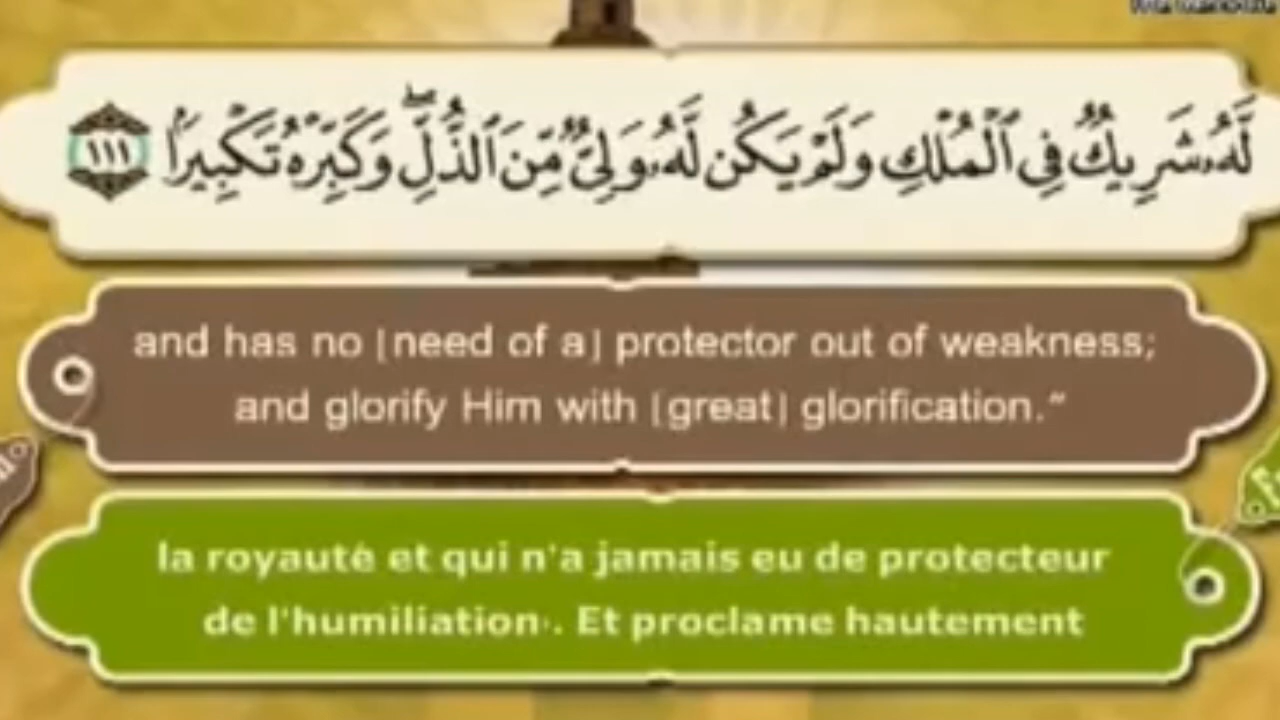 لَّهُۥ شَرِيكٌ فِى ٱلْمُلْكِ وَلَمْ يَكُن لَّهُۥ وَلِىٌّ مِّنَ ٱلذُّلِّ ۖ وَكَبِّرْهُ تَكْبِيرًۢا ١١١
and has no [need of a] protector out of weakness;
and glorify Him with [great] glorification."
la royauté et qui n'a jamais eu de protecteur
de l'humiliation. Et proclame hautement